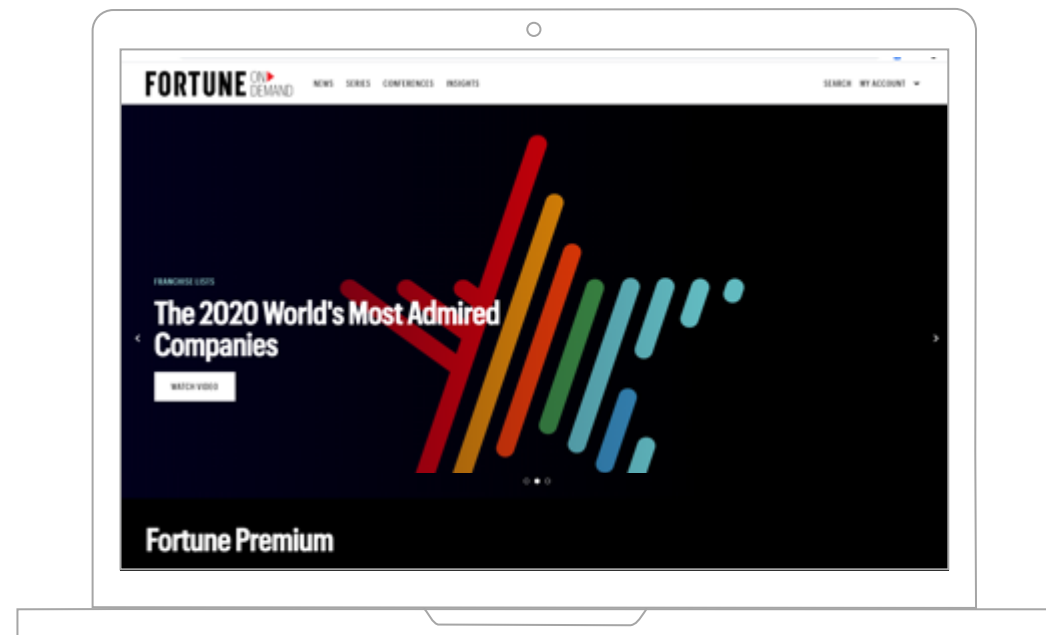 FORTUNE ON DEMAND
NEWS SERIES CONFERENCES INSIGHTS
SEARCH MY ACCOUNT
FRANCHISE LISTS
The 2020 World's Most Admired
Companies
WATCH VIDEO
Fortune Premium